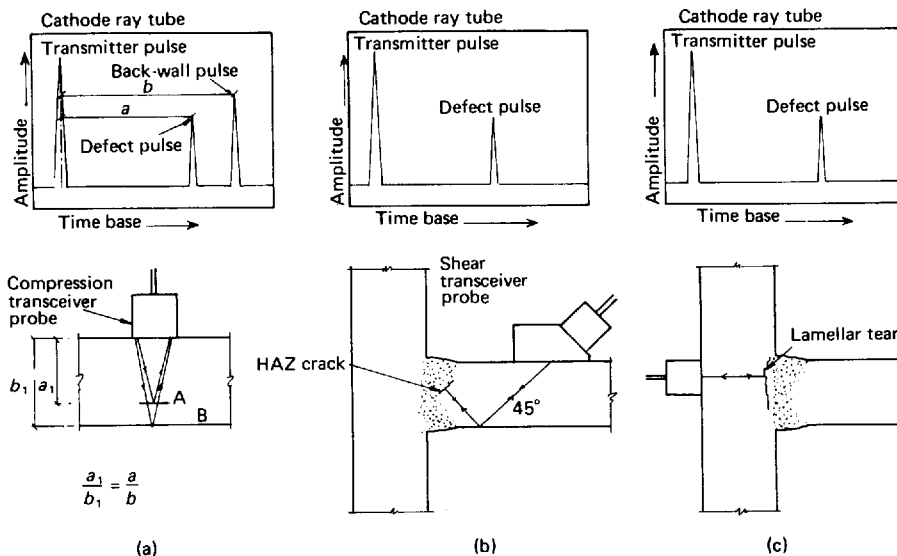 Cathode ray tube
Transmitter pulse
Back-wall pulse
b
a
Defect pulse
Amplitude
Time base
Compression
transceiver
probe
b₁
a₁
A
B
a₁/b₁ = a/b
(a)
Cathode ray tube
Transmitter pulse
Defect pulse
Amplitude
Time base
Shear
transceiver
probe
HAZ crack
45°
(b)
Cathode ray tube
Transmitter pulse
Defect pulse
Amplitude
Time base
Lamellar tear
(c)